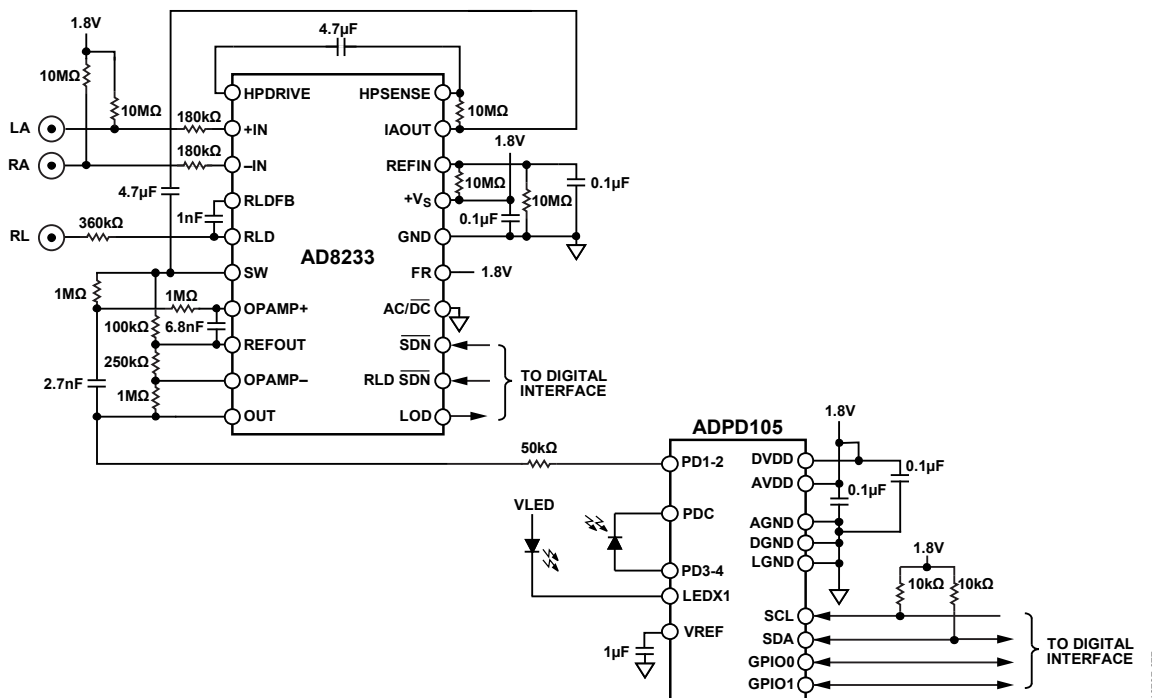 1.8V
4.7µF
10MΩ
10MΩ
HPDRIVE
HPSENSE
10MΩ
LA
180kΩ
+IN
IAOUT
1.8V
RA
180kΩ
–IN
REFIN
10MΩ
0.1µF
4.7µF
RLDFB
+VS
10MΩ
1nF
0.1µF
RL
360kΩ
RLD
GND
AD8233
SW
FR
1.8V
1MΩ
1MΩ
OPAMP+
AC/DC
100kΩ
6.8nF
REFOUT
SDN
250kΩ
2.7nF
OPAMP–
RLD SDN
TO DIGITAL
INTERFACE
1MΩ
OUT
LOD
ADPD105
1.8V
50kΩ
PD1-2
DVDD
0.1µF
AVDD
0.1µF
VLED
PDC
AGND
DGND
1.8V
PD3-4
LGND
10kΩ
10kΩ
LEDX1
SCL
VREF
SDA
TO DIGITAL
INTERFACE
1µF
GPIO0
GPIO1